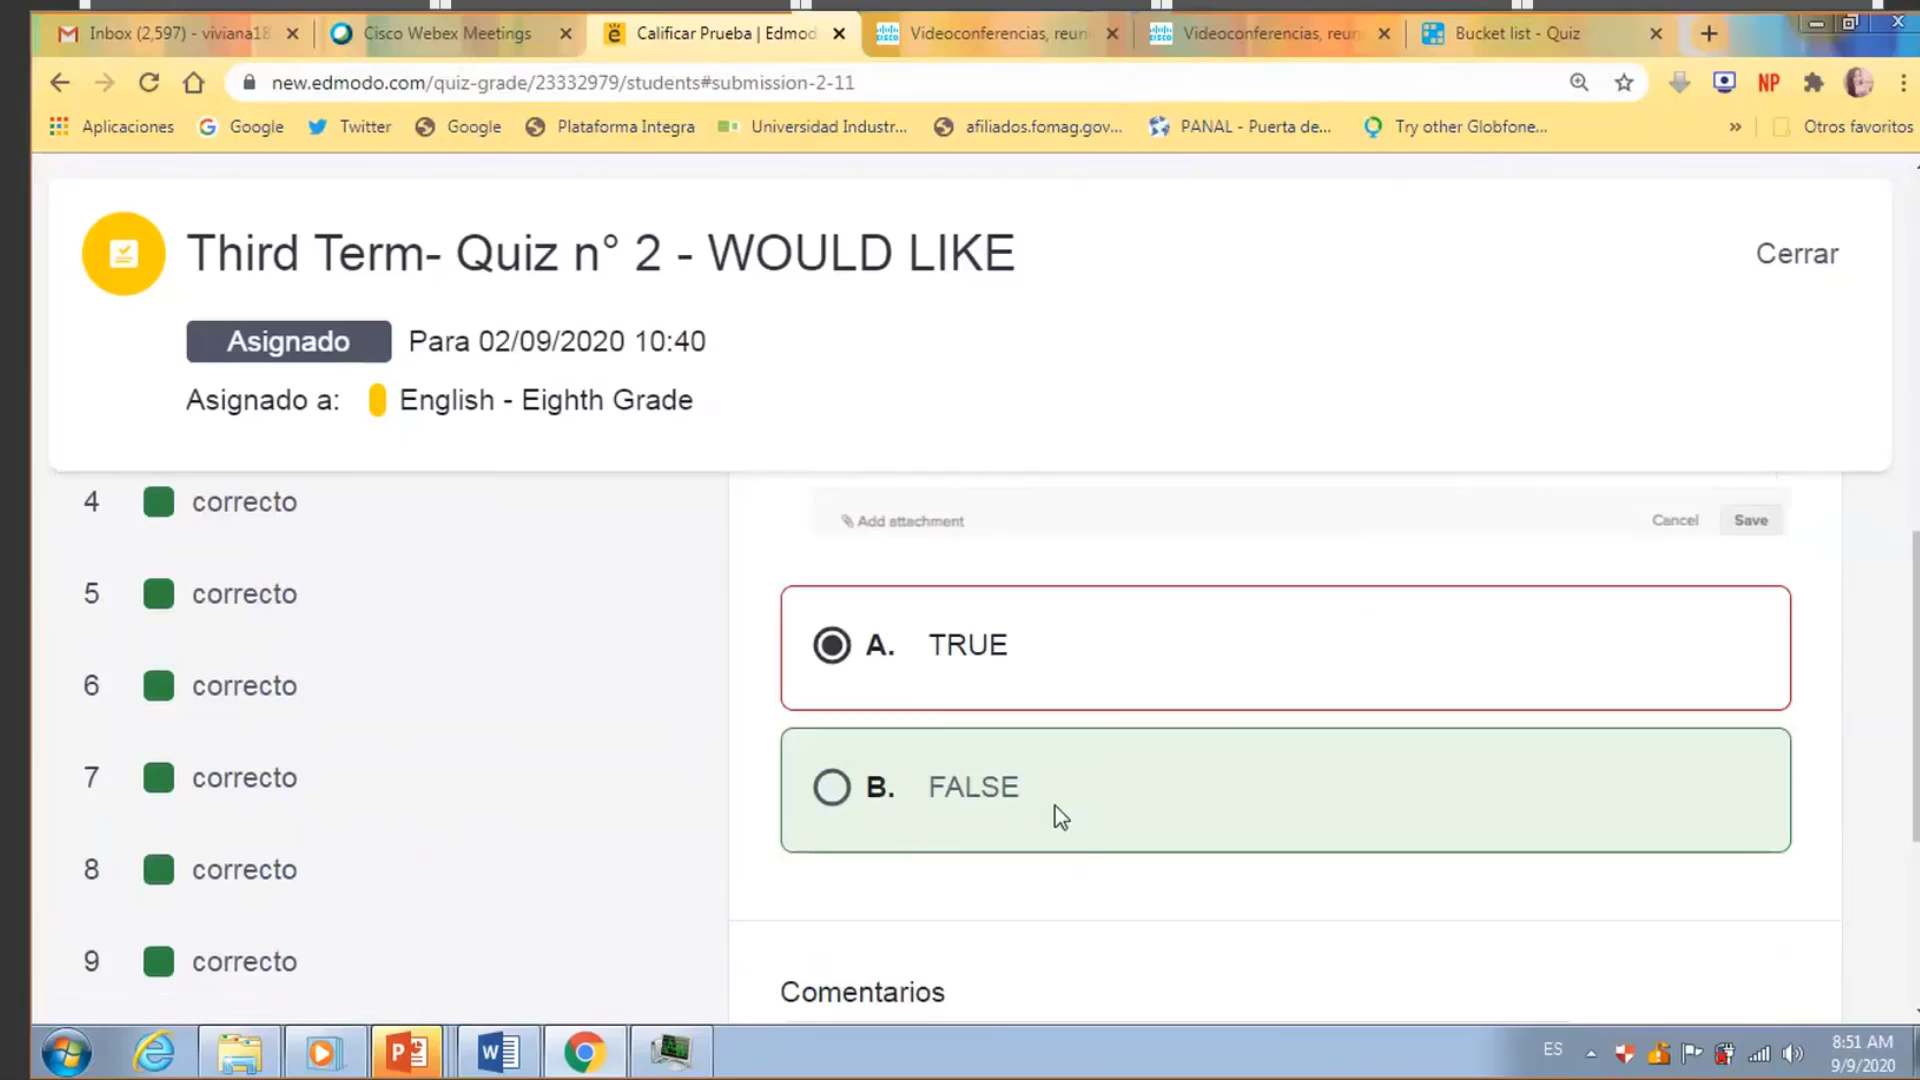 Inbox (2,597) - viviana18
Cisco Webex Meetings
Calificar Prueba | Edmod
Videoconferencias, reuni
Videoconferencias, reun
Bucket list - Quiz
new.edmodo.com/quiz-grade/23332979/students#submission-2-11
NP
Aplicaciones
Google
Twitter
Google
Plataforma Integra
Universidad Industr...
afiliados.fomag.gov...
PANAL - Puerta de...
Try other Globfone...
»
Otros favoritos
Third Term- Quiz n° 2 - WOULD LIKE
Cerrar
Asignado
Para 02/09/2020 10:40
Asignado a:
English - Eighth Grade
4 correcto
Add attachment
Cancel
Save
5 correcto
A. TRUE
6 correcto
7 correcto
B. FALSE
8 correcto
9 correcto
Comentarios
ES
8:51 AM
9/9/2020